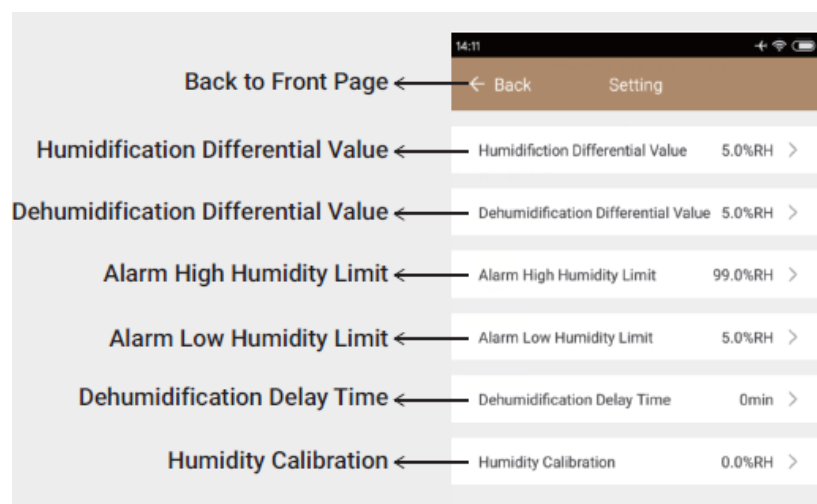 14:11
Back to Front Page
Back Setting
Humidification Differential Value
Humidifiction Differential Value 5.0%RH
Dehumidification Differential Value
Dehumidification Differential Value 5.0%RH
Alarm High Humidity Limit
Alarm High Humidity Limit 99.0%RH
Alarm Low Humidity Limit
Alarm Low Humidity Limit 5.0%RH
Dehumidification Delay Time
Dehumidification Delay Time 0min
Humidity Calibration
Humidity Calibration 0.0%RH